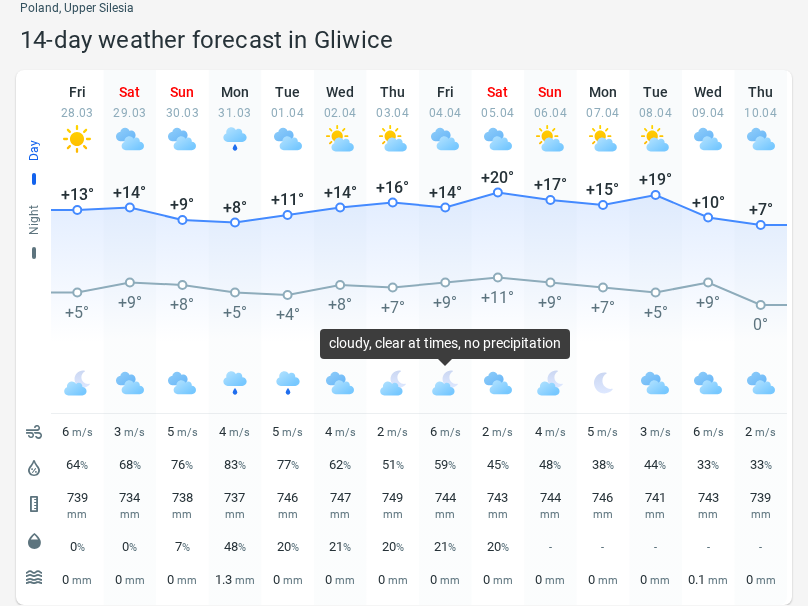 Poland, Upper Silesia
14-day weather forecast in Gliwice
Fri Sat Sun Mon Tue Wed Thu Fri Sat Sun Mon Tue Wed Thu
28.03 29.03 30.03 31.03 01.04 02.04 03.04 04.04 05.04 06.04 07.04 08.04 09.04 10.04
Day
+13° +14° +9° +8° +11° +14° +16° +14° +20° +17° +15° +19° +10° +7°
Night
+5° +9° +8° +5° +4° +8° +7° +9° +11° +9° +7° +5° +9° 0°
cloudy, clear at times, no precipitation
6 m/s 3 m/s 5 m/s 4 m/s 5 m/s 4 m/s 2 m/s 6 m/s 2 m/s 4 m/s 5 m/s 3 m/s 6 m/s 2 m/s
64% 68% 76% 83% 77% 62% 51% 59% 45% 48% 38% 44% 33% 33%
739 734 738 737 746 747 749 744 743 744 746 741 743 739
mm mm mm mm mm mm mm mm mm mm mm mm mm mm
0% 0% 7% 48% 20% 21% 20% 21% 20% - - - - -
0 mm 0 mm 0 mm 1.3 mm 0 mm 0 mm 0 mm 0 mm 0 mm 0 mm 0 mm 0 mm 0.1 mm 0 mm